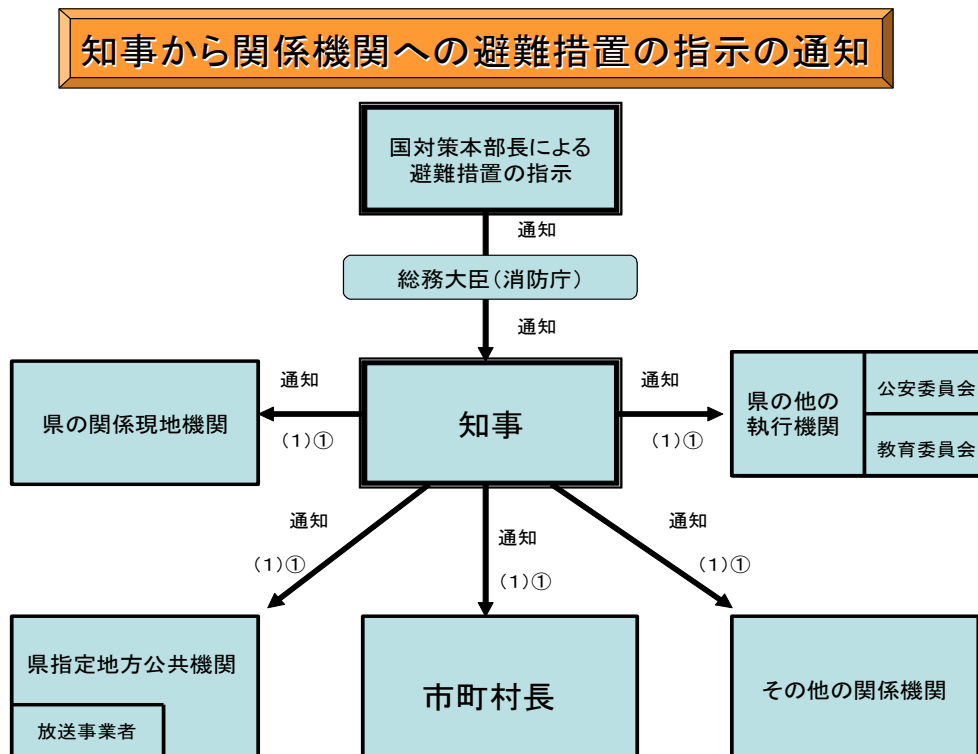 知事から関係機関への避難措置の指示の通知
国対策本部長による
避難措置の指示
通知
総務大臣（消防庁）
通知
県の関係現地機関
通知
(1)①
知事
通知
(1)①
県の他の
執行機関
公安委員会
教育委員会
通知
(1)①
通知
(1)①
通知
(1)①
県指定地方公共機関
放送事業者
市町村長
その他の関係機関